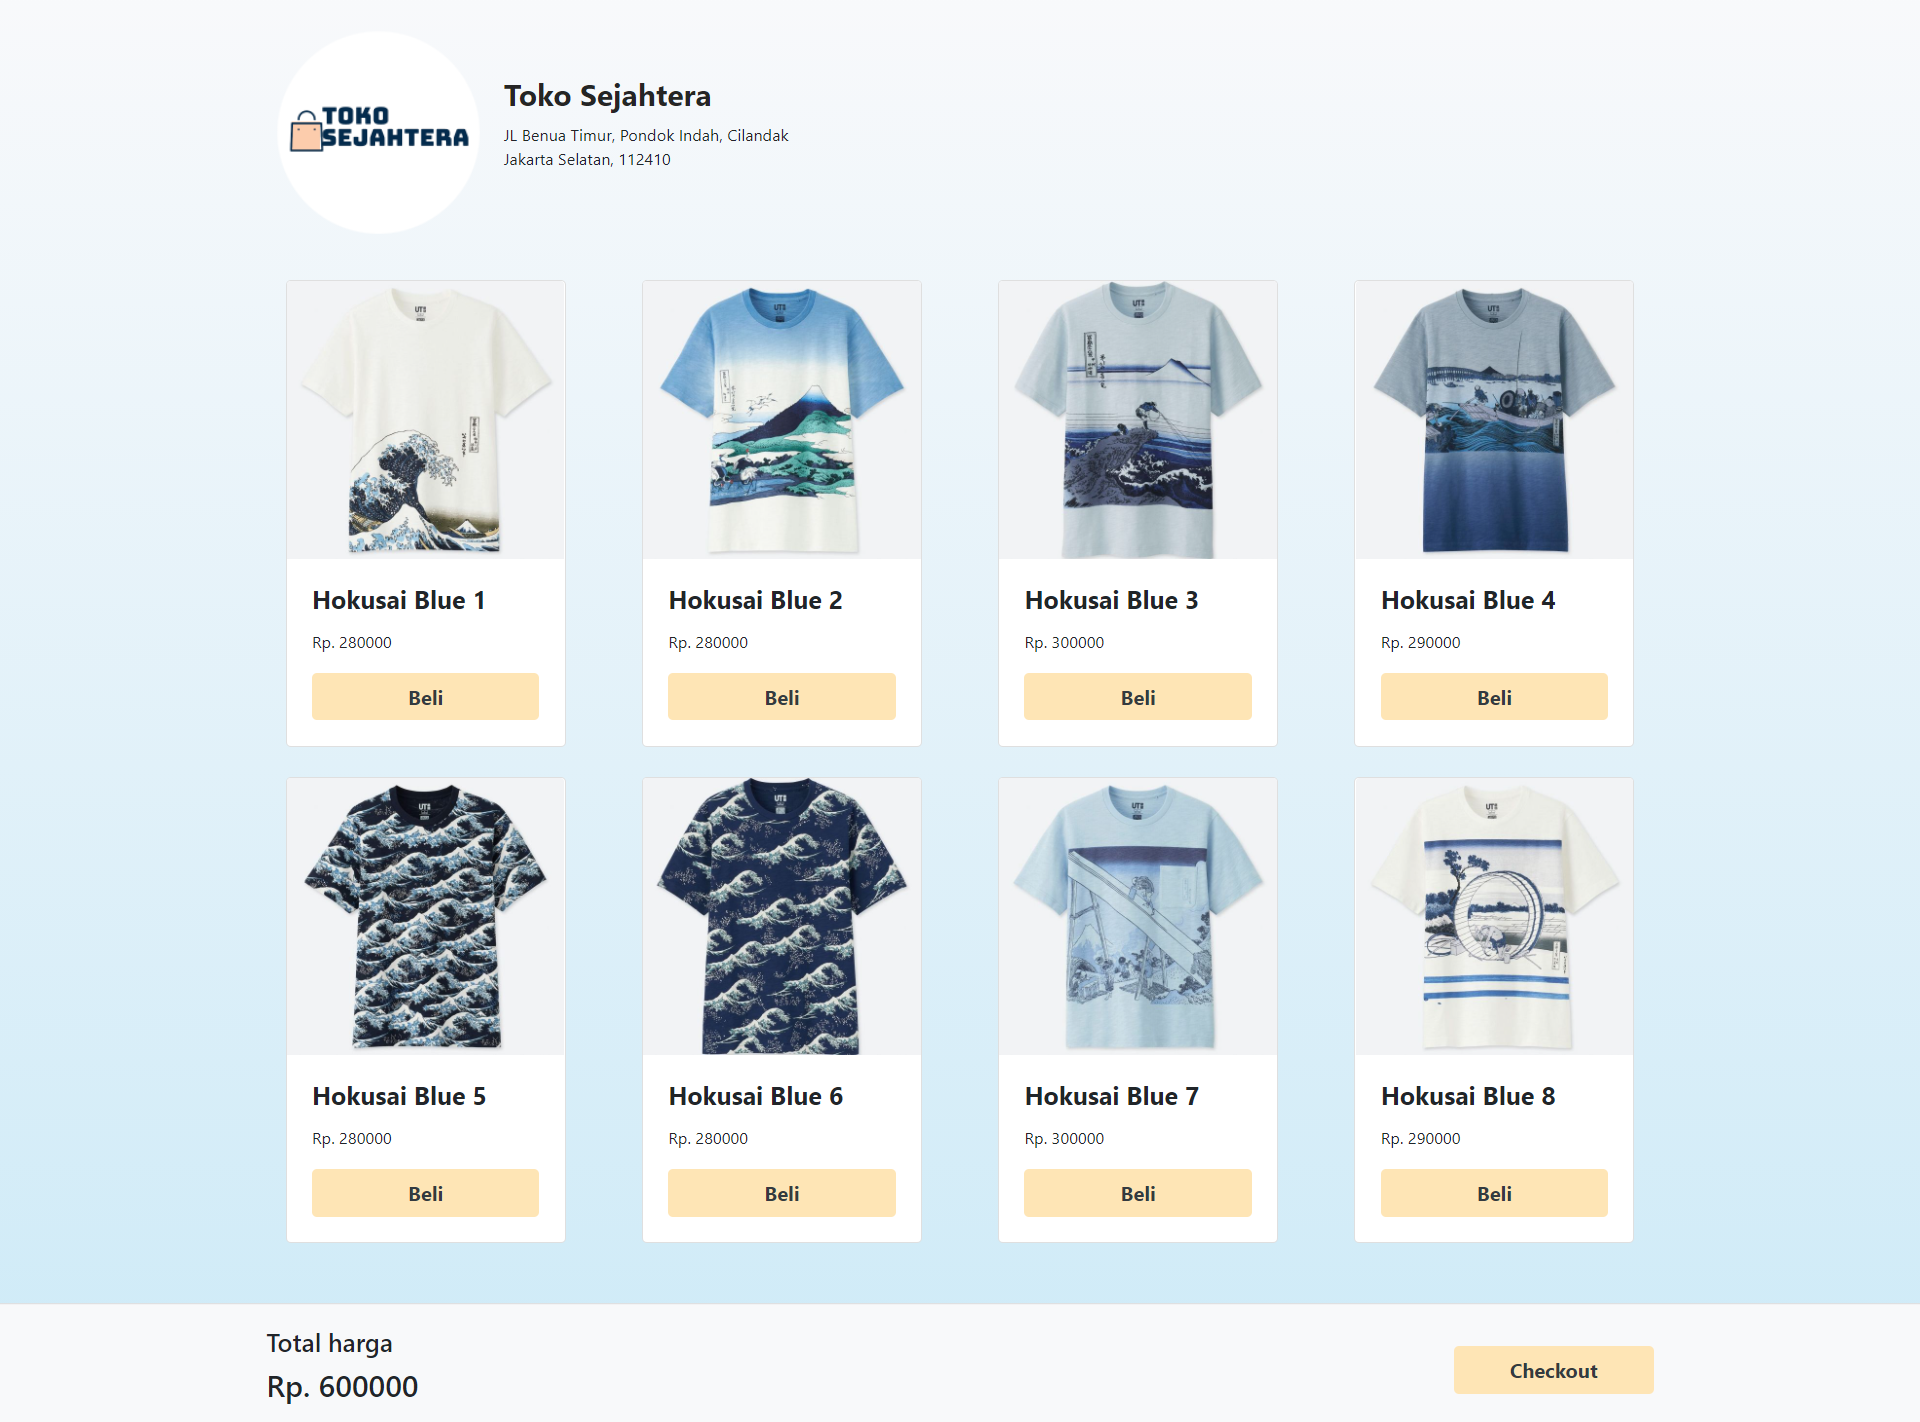 TOKO
SEJAHTERA
Toko Sejahtera
JL Benua Timur, Pondok Indah, Cilandak
Jakarta Selatan, 112410
Hokusai Blue 1
Rp. 280000
Beli
Hokusai Blue 2
Rp. 280000
Beli
Hokusai Blue 3
Rp. 300000
Beli
Hokusai Blue 4
Rp. 290000
Beli
Hokusai Blue 5
Rp. 280000
Beli
Hokusai Blue 6
Rp. 280000
Beli
Hokusai Blue 7
Rp. 300000
Beli
Hokusai Blue 8
Rp. 290000
Beli
Total harga
Rp. 600000
Checkout